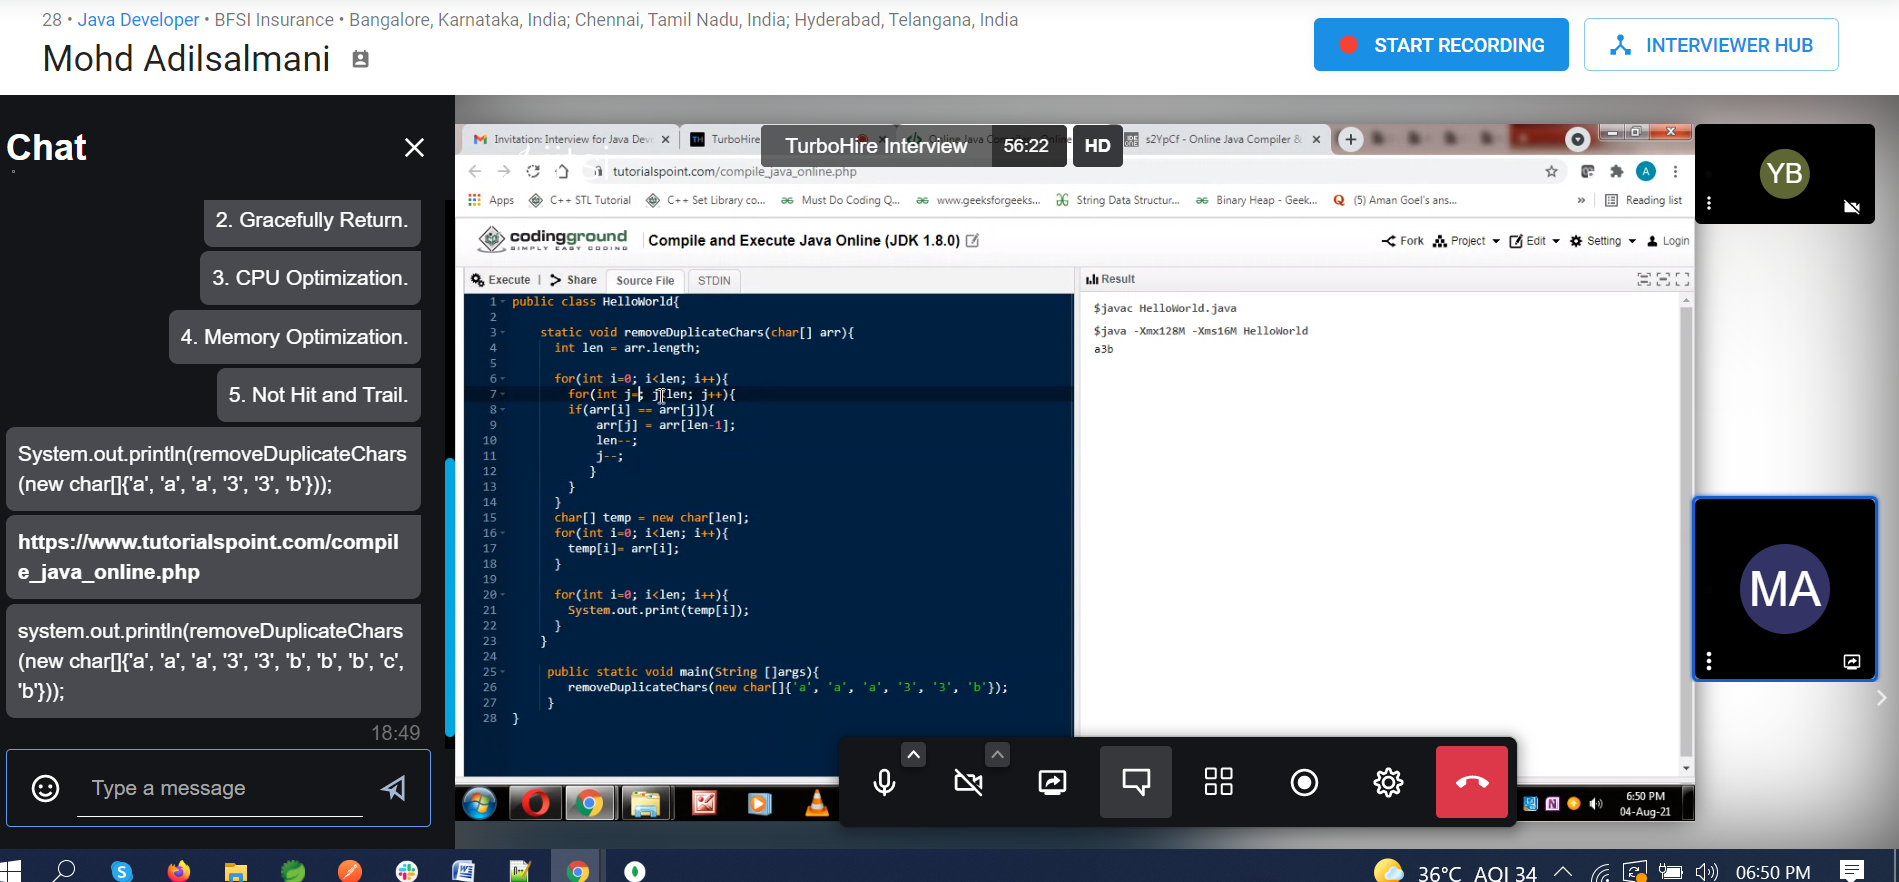 28 • Java Developer • BFSI Insurance • Bangalore, Karnataka, India; Chennai, Tamil Nadu, India; Hyderabad, Telangana, India
Mohd Adilsalmani
START RECORDING
INTERVIEWER HUB
Chat
2. Gracefully Return.
3. CPU Optimization.
4. Memory Optimization.
5. Not Hit and Trail.
System.out.println(removeDuplicateChars
(new char[]{'a', 'a', 'a', '3', '3', 'b'}));
https://www.tutorialspoint.com/compil
e_java_online.php
system.out.println(removeDuplicateChars
(new char[]{'a', 'a', 'a', '3', '3', 'b', 'b', 'b', 'c',
'b'}));
18:49
Type a message
Invitation: Interview for Java Dev
TurboHire
TurboHire Interview
56:22
HD
s2YpCf - Online Java Compiler &
tutorialspoint.com/compile_java_online.php
A
Apps
C++ STL Tutorial
C++ Set Library co...
Must Do Coding Q...
www.geeksforgeeks...
String Data Structur...
Binary Heap - Geek...
(5) Aman Goel's ans...
»
Reading list
codingground
SIMPLY EASY CODING
Compile and Execute Java Online (JDK 1.8.0)
Fork
Project
Edit
Setting
Login
Execute | Share
Source File
STDIN
Result
1 public class HelloWorld{
2
3 static void removeDuplicateChars(char[] arr){
4 int len = arr.length;
5
6 for(int i=0; i<len; i++){
7 for(int j=; j<len; j++){
8 if(arr[i] == arr[j]){
9 arr[j] = arr[len-1];
10 len--;
11 j--;
12 }
13 }
14 }
15 char[] temp = new char[len];
16 for(int i=0; i<len; i++){
17 temp[i]= arr[i];
18 }
19
20 for(int i=0; i<len; i++){
21 System.out.print(temp[i]);
22 }
23 }
24
25 public static void main(String []args){
26 removeDuplicateChars(new char[]{'a', 'a', 'a', '3', '3', 'b'});
27 }
28 }
$javac HelloWorld.java
$java -Xmx128M -Xms16M HelloWorld
a3b
YB
MA
6:50 PM
04-Aug-21
36°C AQI 34
06:50 PM